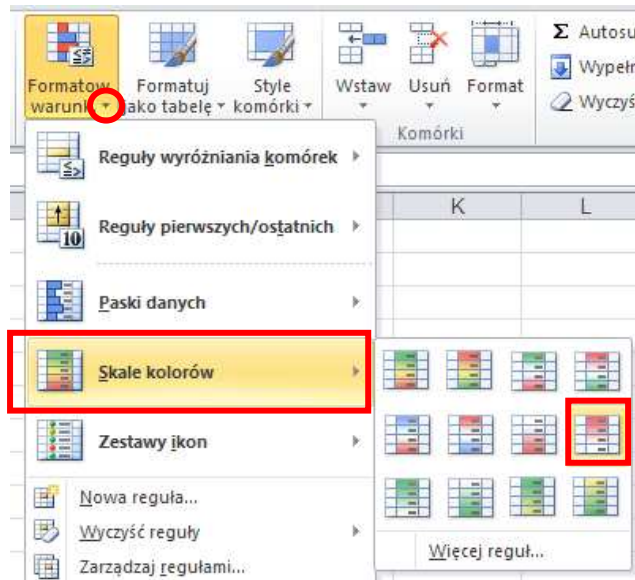 Formatow. Formatuj Style Wstaw Usuń Format
warunk. jako tabelę komórki
Σ Autosu
Wypełn
Wyczyś
Komórki
K L
Reguły wyróżniania komórek
Reguły pierwszych/ostatnich
10
Paski danych
Skale kolorów
Zestawy ikon
Nowa reguła...
Wyczyść reguły
Zarządzaj regułami...
Więcej reguł...